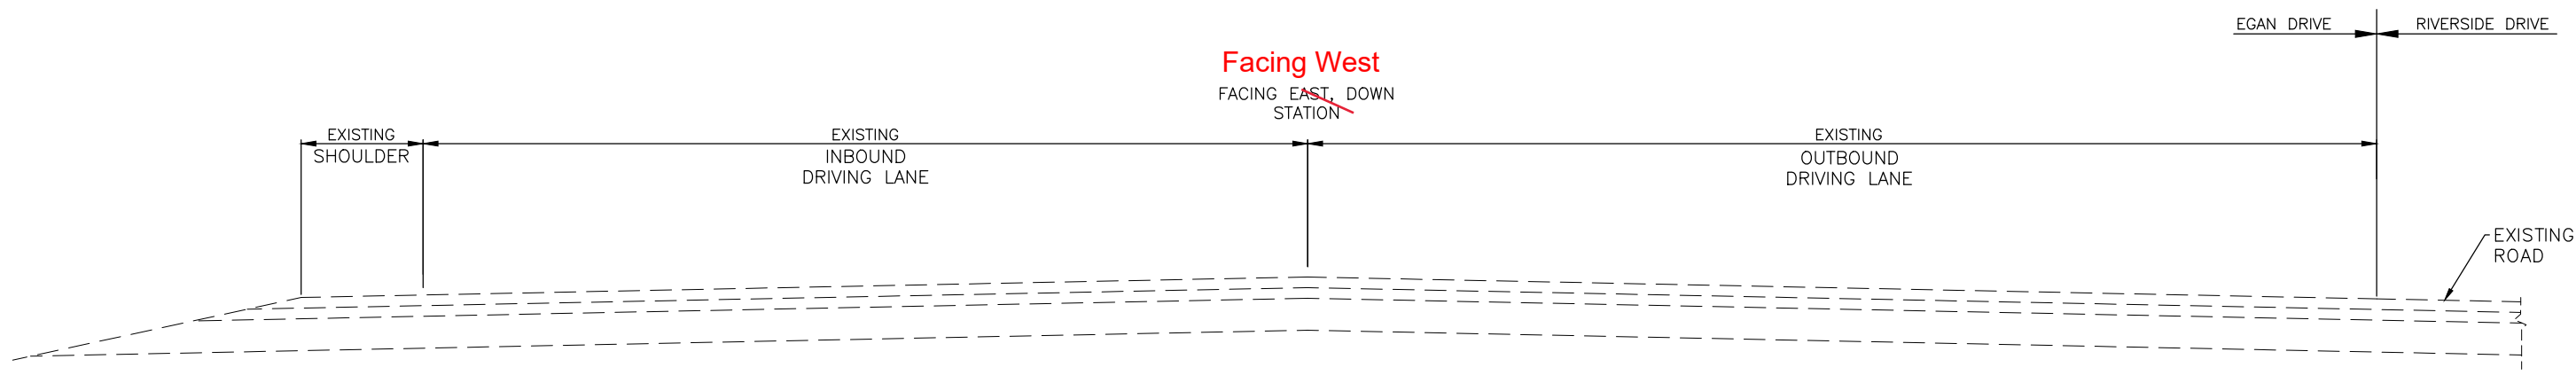 EGAN DRIVE
RIVERSIDE DRIVE
Facing West
FACING EAST, DOWN
STATION
EXISTING
SHOULDER
EXISTING
INBOUND
DRIVING LANE
EXISTING
OUTBOUND
DRIVING LANE
EXISTING
ROAD